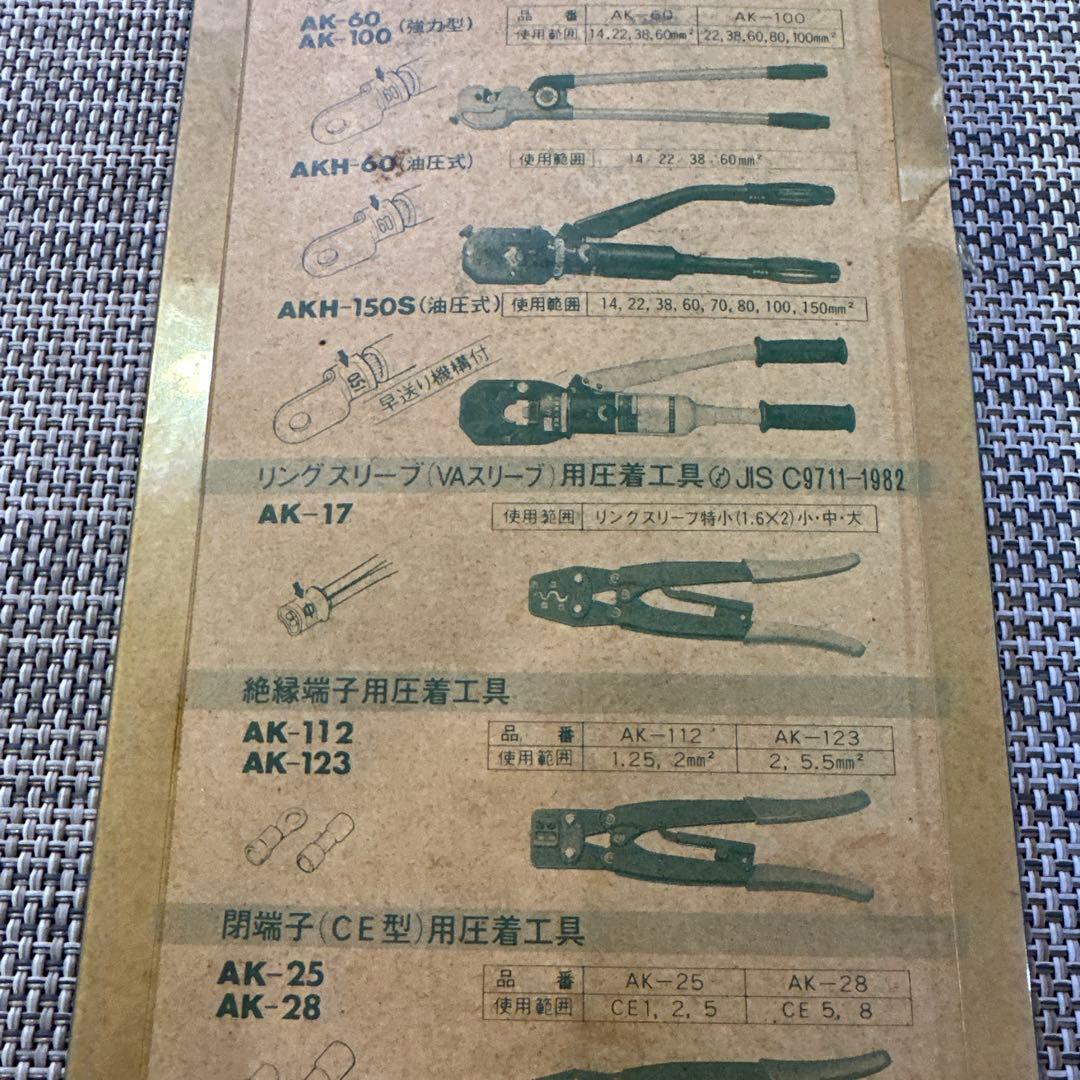 AK-60
AK-100 (強力型)
品 番 AK-60 AK-100
使用範囲 14,22,38,60mm² 22,38,60,80,100mm²
60
AKH-60(油圧式) 使用範囲 14 22 38 60mm²
60
AKH-150S(油圧式) 使用範囲 14, 22, 38, 60, 70, 80, 100, 150mm²
150
早送り機構付
リングスリーブ(VAスリーブ)用圧着工具 JIS C9711-1982
AK-17 使用範囲 リングスリーブ特小(1.6×2)小・中・大
中
絶縁端子用圧着工具
AK-112
AK-123
品 番 AK-112 AK-123
使用範囲 1.25, 2mm² 2, 5.5mm²
閉端子(CE型)用圧着工具
AK-25
AK-28
品 番 AK-25 AK-28
使用範囲 CE1, 2, 5 CE 5, 8